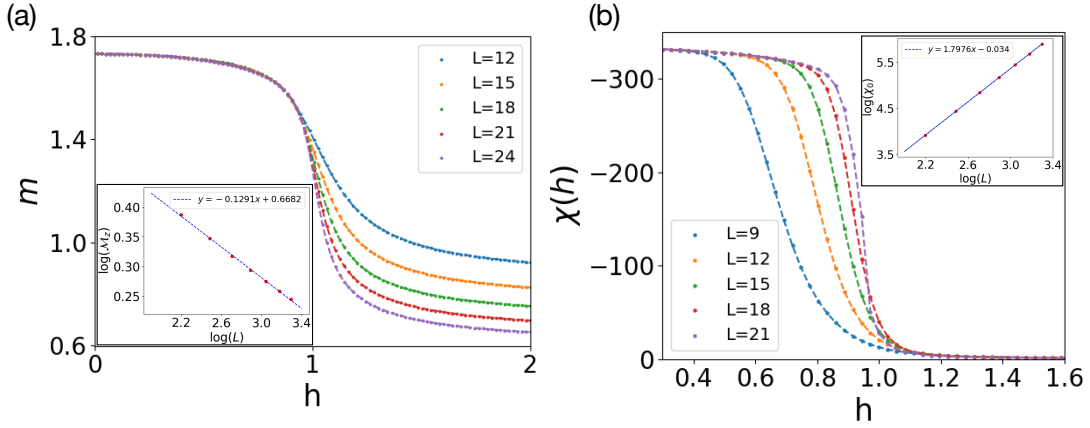 (a)
m
1.8
1.4
1.0
0.6
0
1
2
h
L=12
L=15
L=18
L=21
L=24
y = −0.1291x + 0.6682
log(ℳz)
0.40
0.35
0.30
0.25
2.2
2.6
3.0
3.4
log(L)
(b)
χ(h)
−300
−200
−100
0
0.4
0.6
0.8
1.0
1.2
1.4
1.6
h
L=9
L=12
L=15
L=18
L=21
y = 1.7976x − 0.034
log(χ₀)
5.5
4.5
3.5
2.2
2.6
3.0
3.4
log(L)